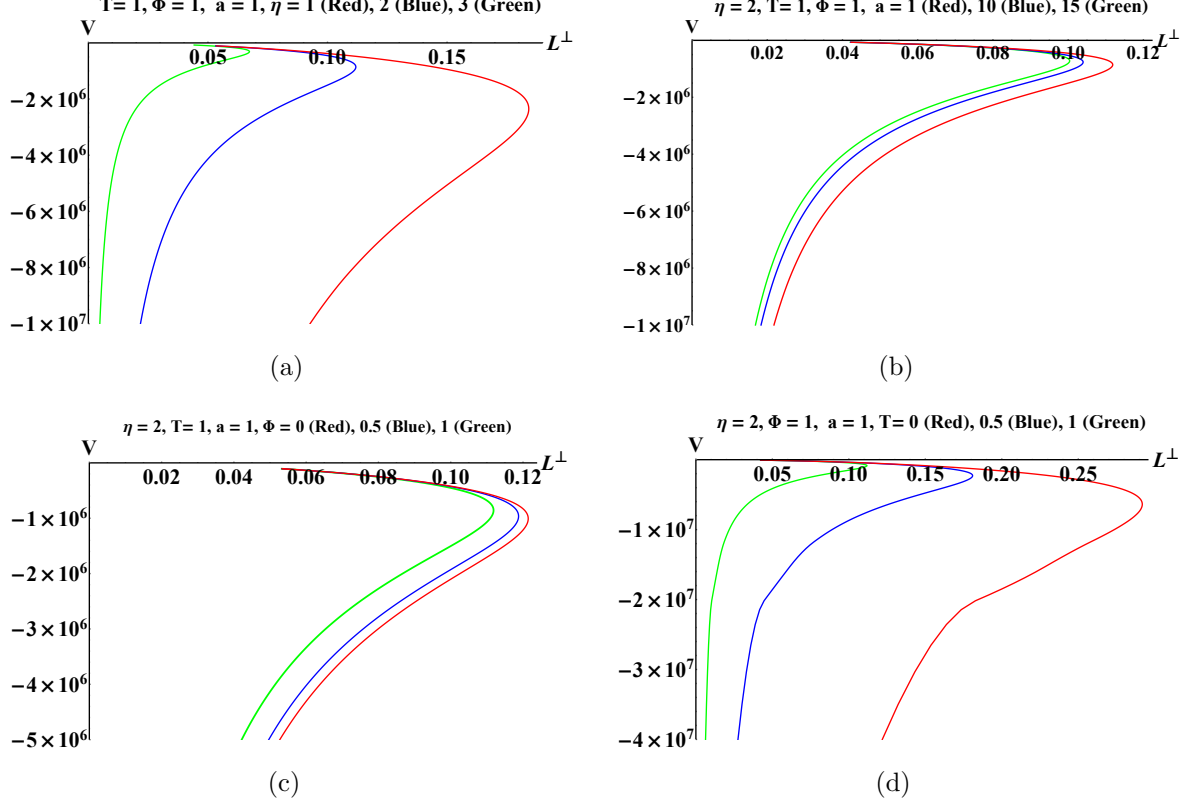 T= 1, Φ = 1, a = 1, η = 1 (Red), 2 (Blue), 3 (Green)
V
0.05 0.10 0.15 L⊥
−2×10⁶
−4×10⁶
−6×10⁶
−8×10⁶
−1×10⁷
(a)
η = 2, T= 1, Φ = 1, a = 1 (Red), 10 (Blue), 15 (Green)
V
0.02 0.04 0.06 0.08 0.10 0.12 L⊥
−2×10⁶
−4×10⁶
−6×10⁶
−8×10⁶
−1×10⁷
(b)
η = 2, T= 1, a = 1, Φ = 0 (Red), 0.5 (Blue), 1 (Green)
V
0.02 0.04 0.06 0.08 0.10 0.12 L⊥
−1×10⁶
−2×10⁶
−3×10⁶
−4×10⁶
−5×10⁶
(c)
η = 2, Φ = 1, a = 1, T= 0 (Red), 0.5 (Blue), 1 (Green)
V
0.05 0.10 0.15 0.20 0.25 L⊥
−1×10⁷
−2×10⁷
−3×10⁷
−4×10⁷
(d)